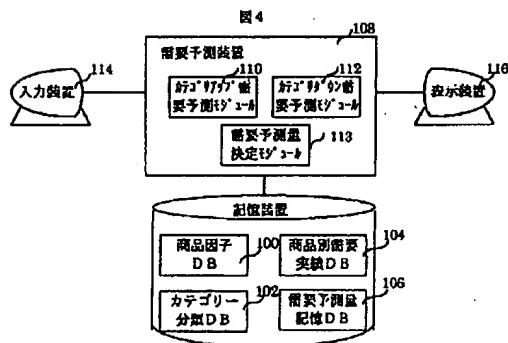 図4
108
需要予測装置
114
入力装置
110
ｶﾃｺﾞﾘｱｯﾌﾟ需
要予測ﾓｼﾞｭｰﾙ
112
ｶﾃｺﾞﾘﾀﾞｳﾝ需
要予測ﾓｼﾞｭｰﾙ
116
表示装置
需要予測量
決定ﾓｼﾞｭｰﾙ
113
記憶装置
商品因子
DB
100
商品別需要
実績DB
104
カテゴリー
分類DB
102
需要予測量
記憶DB
106